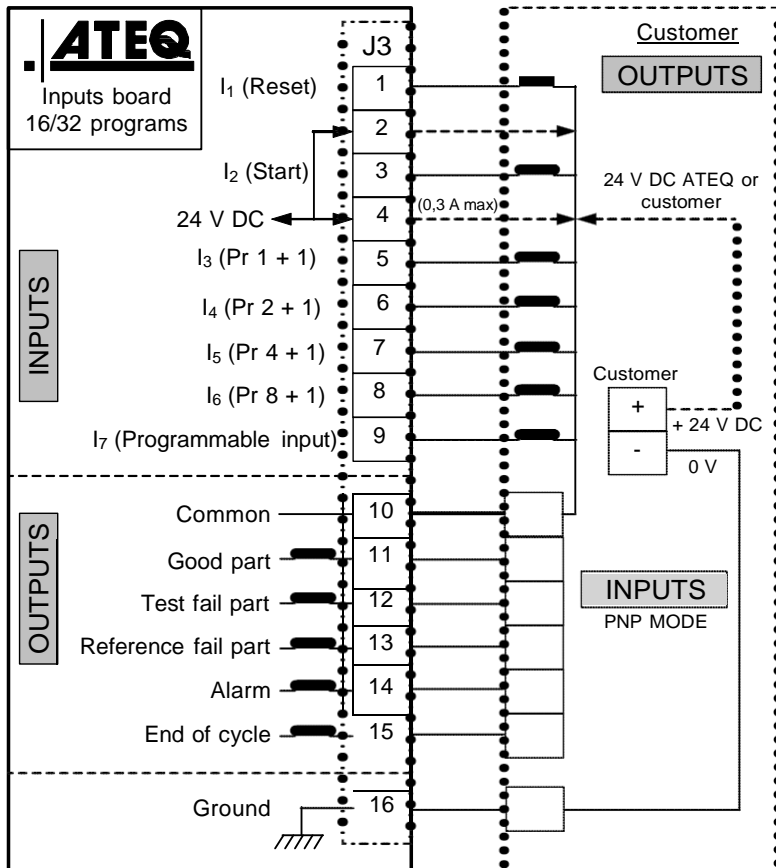 ATEQ
Inputs board
16/32 programs
J3
Customer
OUTPUTS
I₁ (Reset)
1
2
I₂ (Start)
3
24 V DC
4
(0,3 A max)
24 V DC ATEQ or
customer
INPUTS
I₃ (Pr 1 + 1)
5
I₄ (Pr 2 + 1)
6
I₅ (Pr 4 + 1)
7
I₆ (Pr 8 + 1)
8
I₇ (Programmable input)
9
Customer
+
+ 24 V DC
-
0 V
OUTPUTS
Common
10
Good part
11
Test fail part
12
Reference fail part
13
Alarm
14
End of cycle
15
INPUTS
PNP MODE
Ground
16